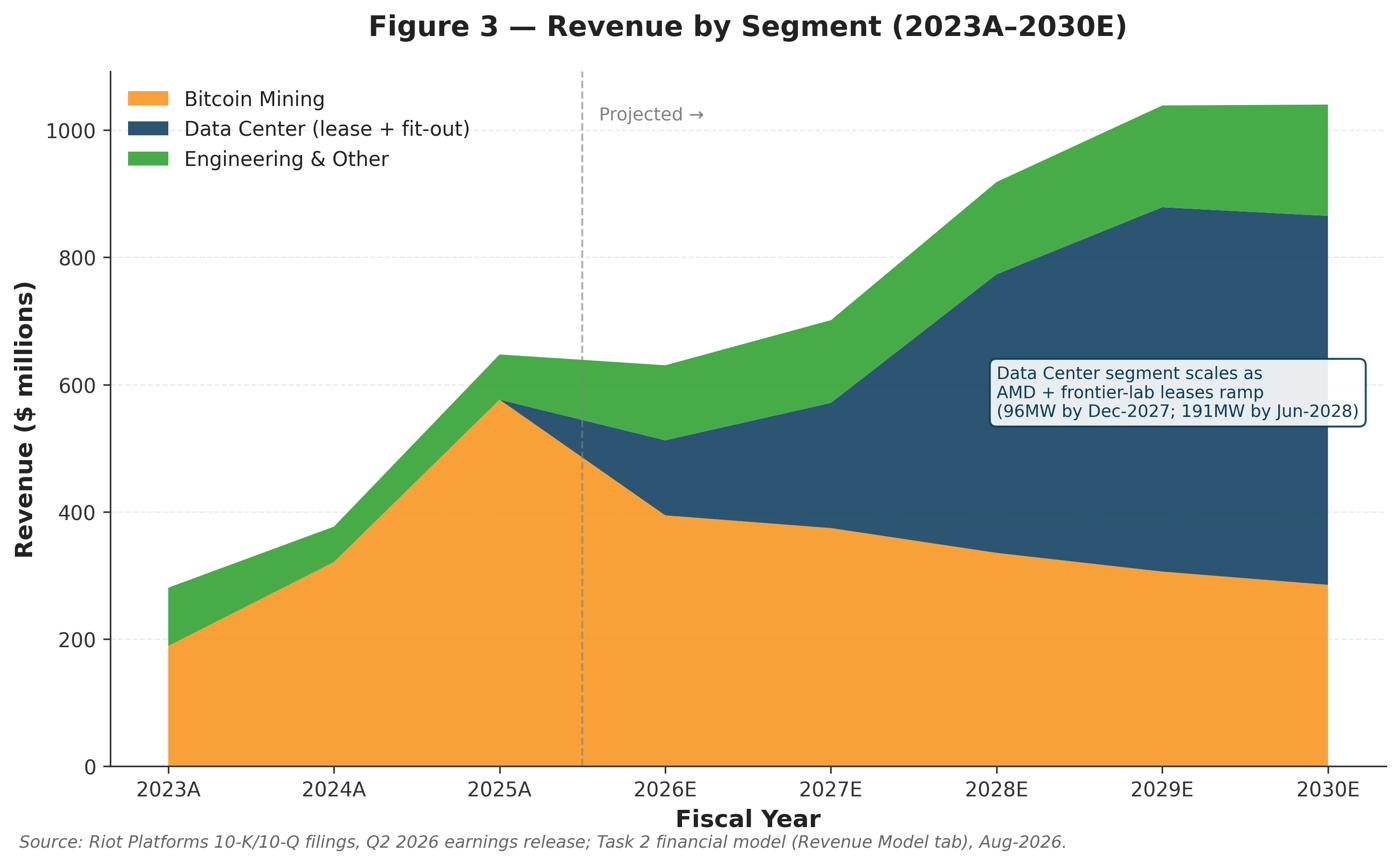 Figure 3 — Revenue by Segment (2023A–2030E)
Bitcoin Mining
Data Center (lease + fit-out)
Engineering & Other
Projected →
Revenue ($ millions)
1000
800
600
400
200
0
Data Center segment scales as
AMD + frontier-lab leases ramp
(96MW by Dec-2027; 191MW by Jun-2028)
2023A
2024A
2025A
2026E
2027E
2028E
2029E
2030E
Fiscal Year
Source: Riot Platforms 10-K/10-Q filings, Q2 2026 earnings release; Task 2 financial model (Revenue Model tab), Aug-2026.